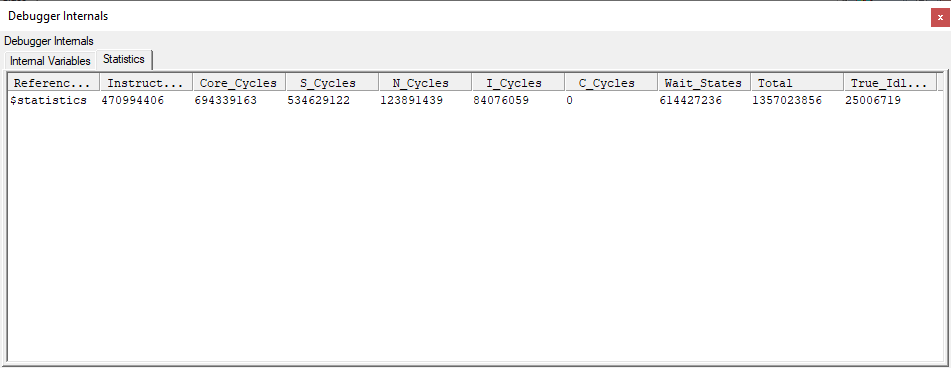 Debugger Internals
x
Debugger Internals
Internal Variables Statistics
Referenc... Instruct... Core_Cycles S_Cycles N_Cycles I_Cycles C_Cycles Wait_States Total True_Idl...
$statistics 470994406 694339163 534629122 123891439 84076059 0 614427236 1357023856 25006719